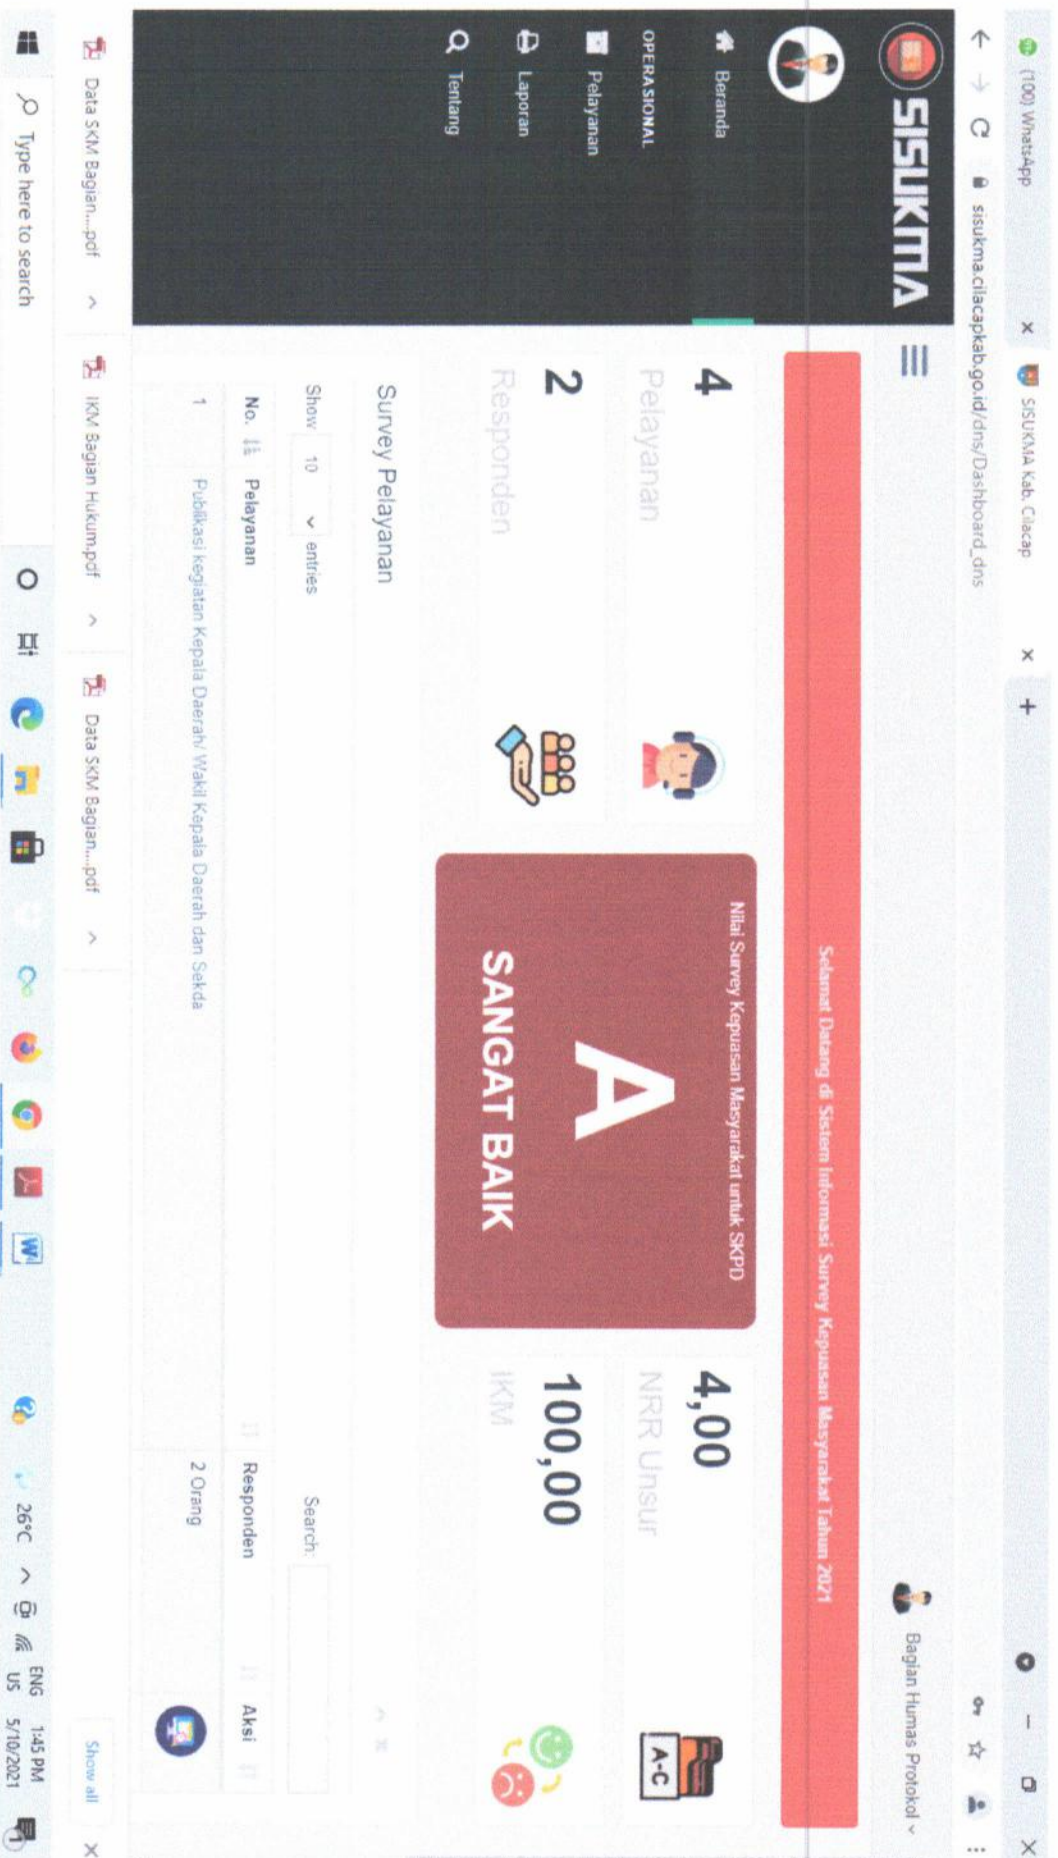 (100) WhatsApp
SISUKMA Kab. Cilacap
sisukma.cilacapkab.go.id/dns/Dashboard_dns
SISUKMA
Bagian Humas Protokol
Selamat Datang di Sistem Informasi Survey Kepuasan Masyarakat Tahun 2021
Beranda
OPERASIONAL
Pelayanan
Laporan
Tentang
4
Pelayanan
2
Responden
Nilai Survey Kepuasan Masyarakat untuk SKPD
A
SANGAT BAIK
4,00
NRR Unsur
A-C
100,00
IKM
Survey Pelayanan
Show 10 entries
Search:
No. Pelayanan Responden Aksi
1 Publikasi kegiatan Kepala Daerah/ Wakil Kepala Daerah dan Sekda 2 Orang
Data SKM Bagian....pdf
IKM Bagian Hukum.pdf
Data SKM Bagian....pdf
Show all
Type here to search
26°C
ENG
US
1:45 PM
5/10/2021
1